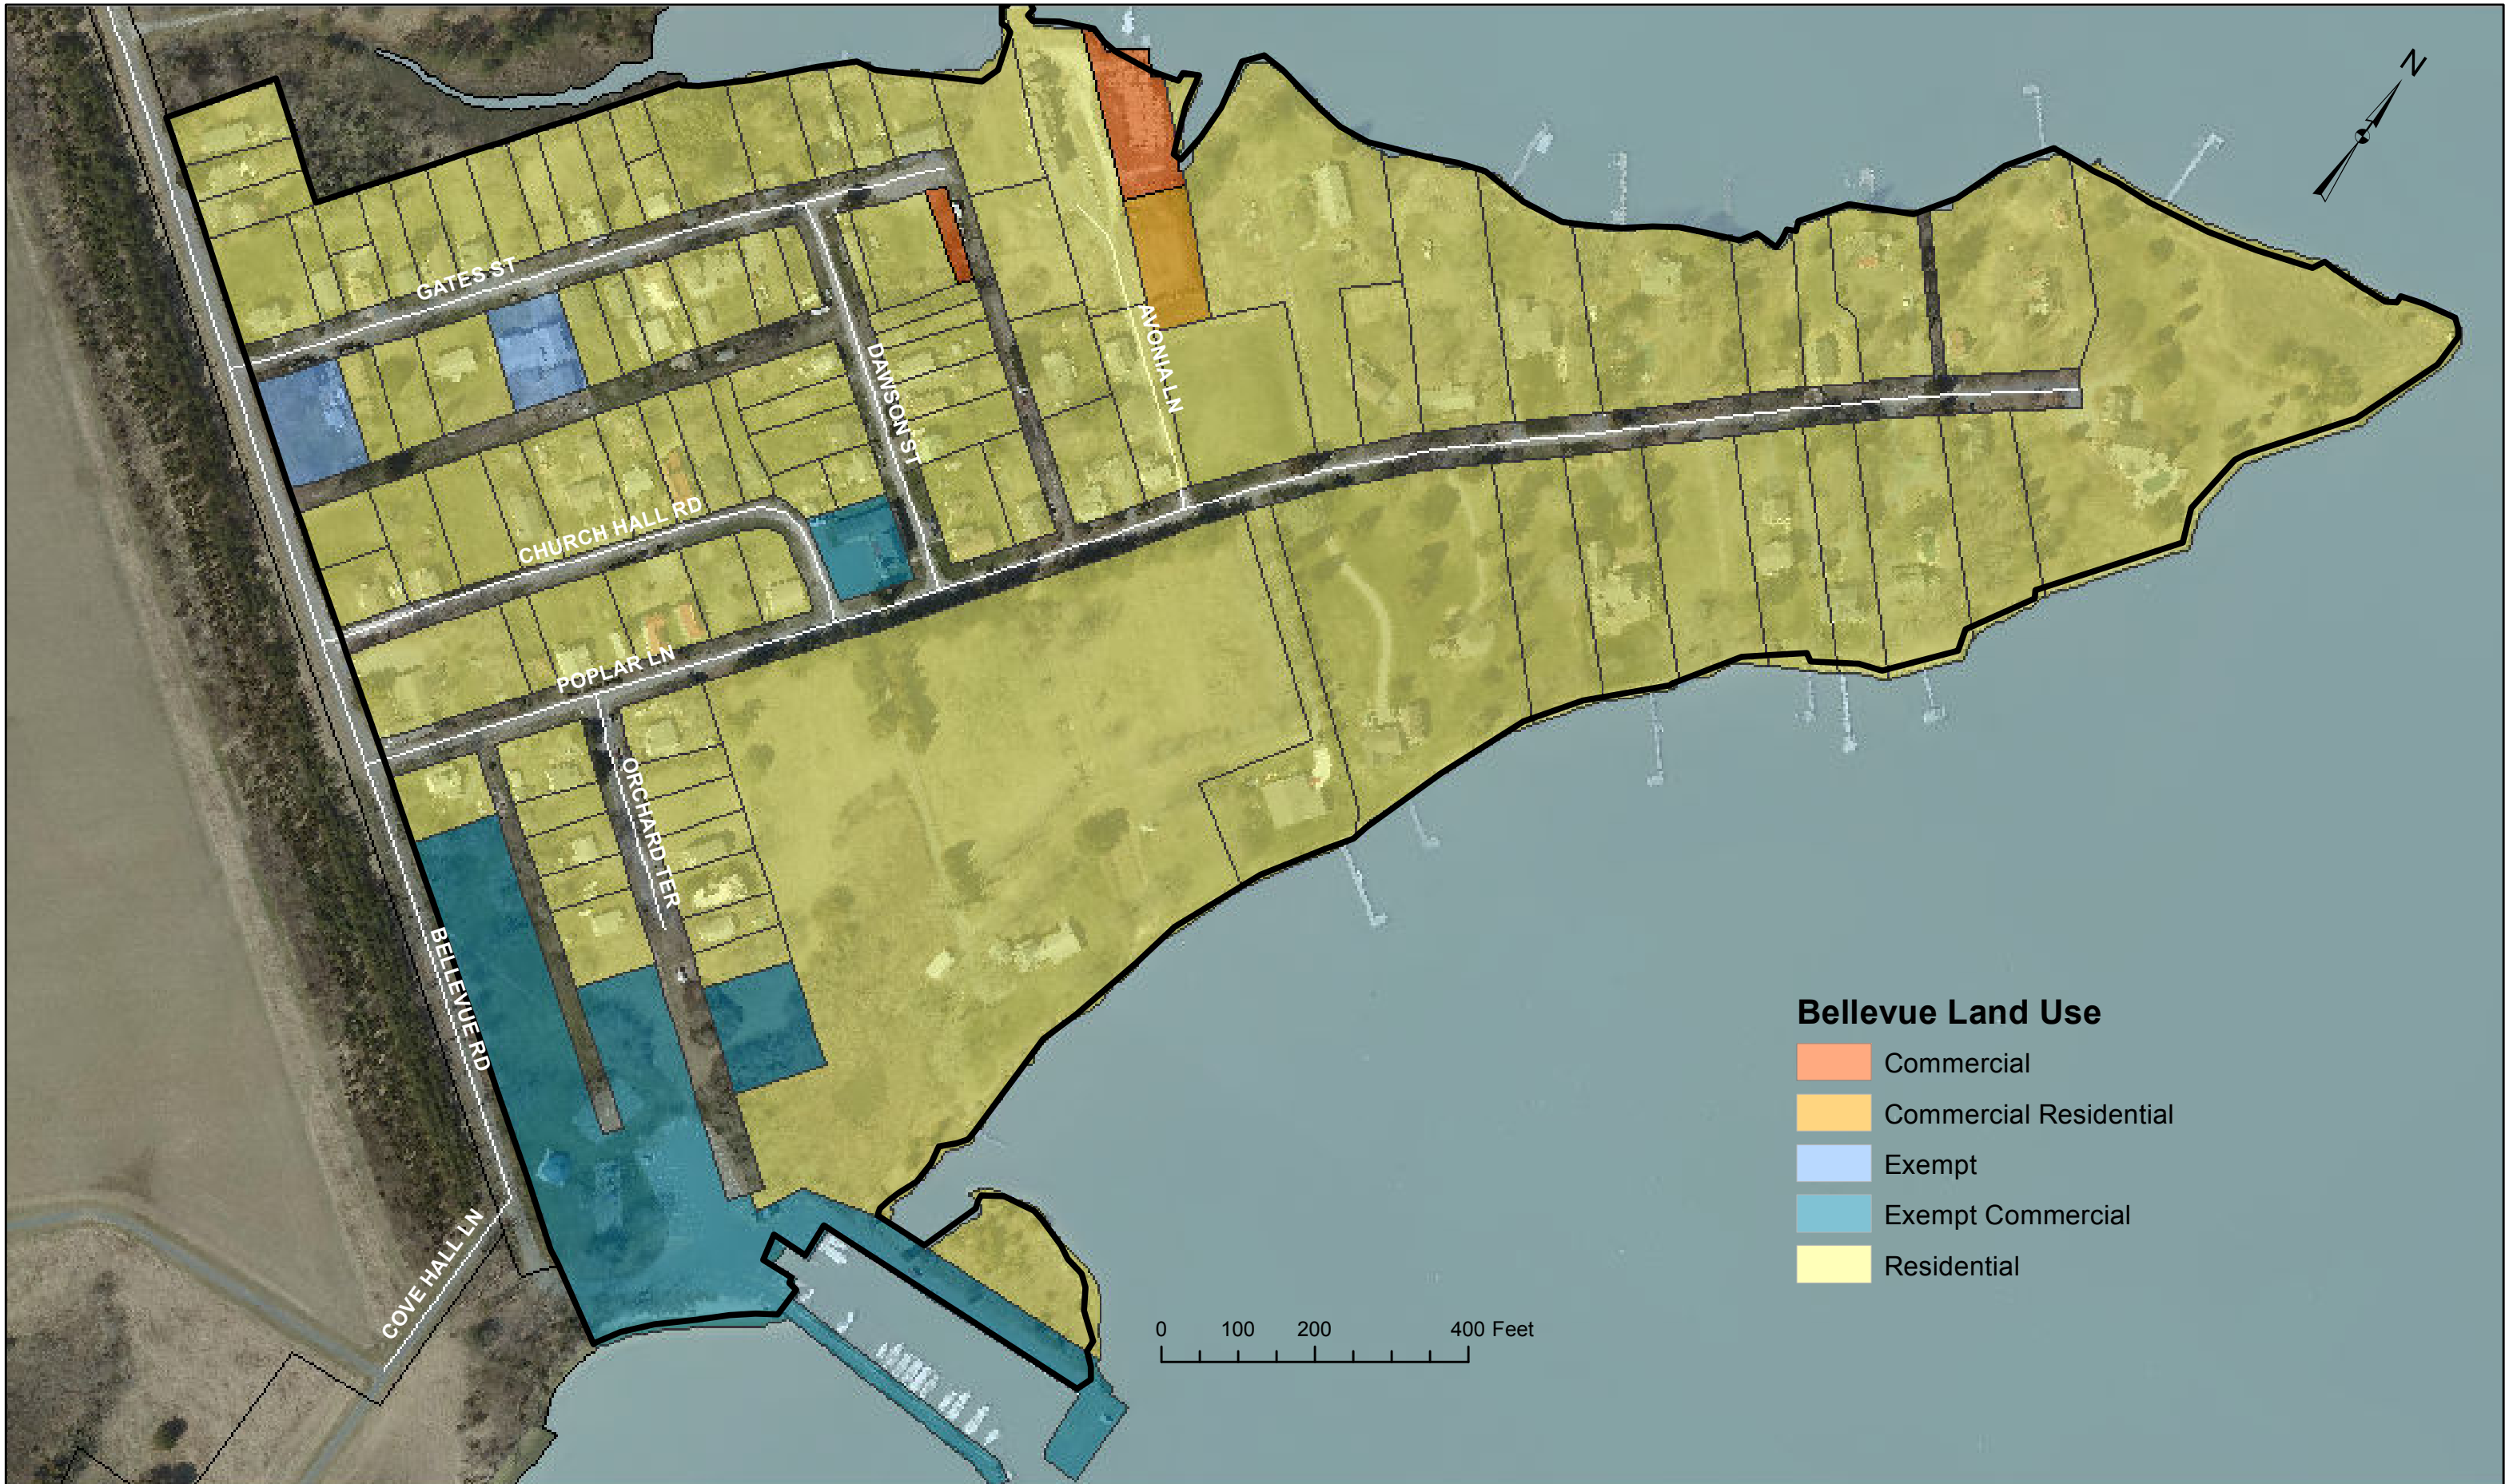 N
GATES ST
AVONIA LN
DAWSON ST
CHURCH HALL RD
POPLAR LN
ORCHARD TER
BELLEVUE RD
COVE HALL LN
Bellevue Land Use
Commercial
Commercial Residential
Exempt
Exempt Commercial
Residential
0 100 200 400 Feet